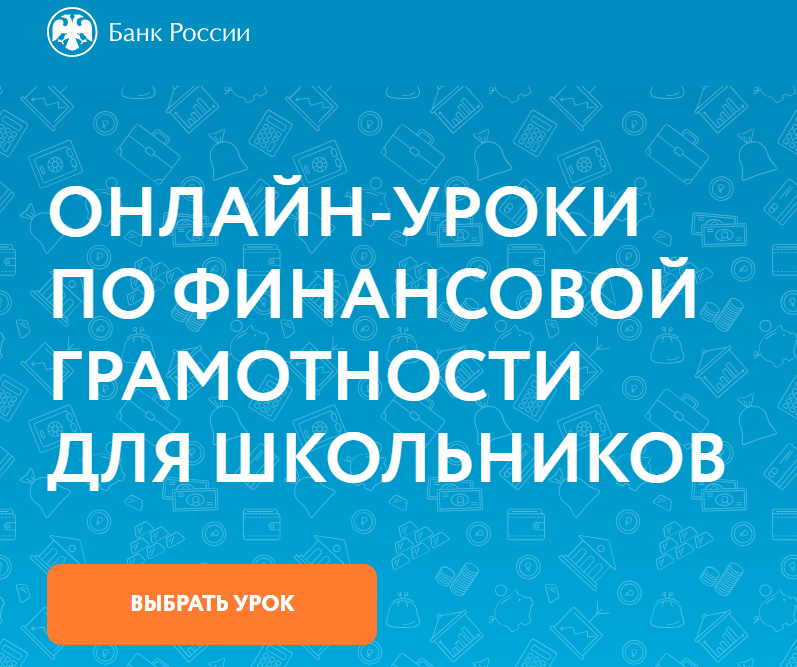 Банк России
ОНЛАЙН-УРОКИ
ПО ФИНАНСОВОЙ
ГРАМОТНОСТИ
ДЛЯ ШКОЛЬНИКОВ
ВЫБРАТЬ УРОК